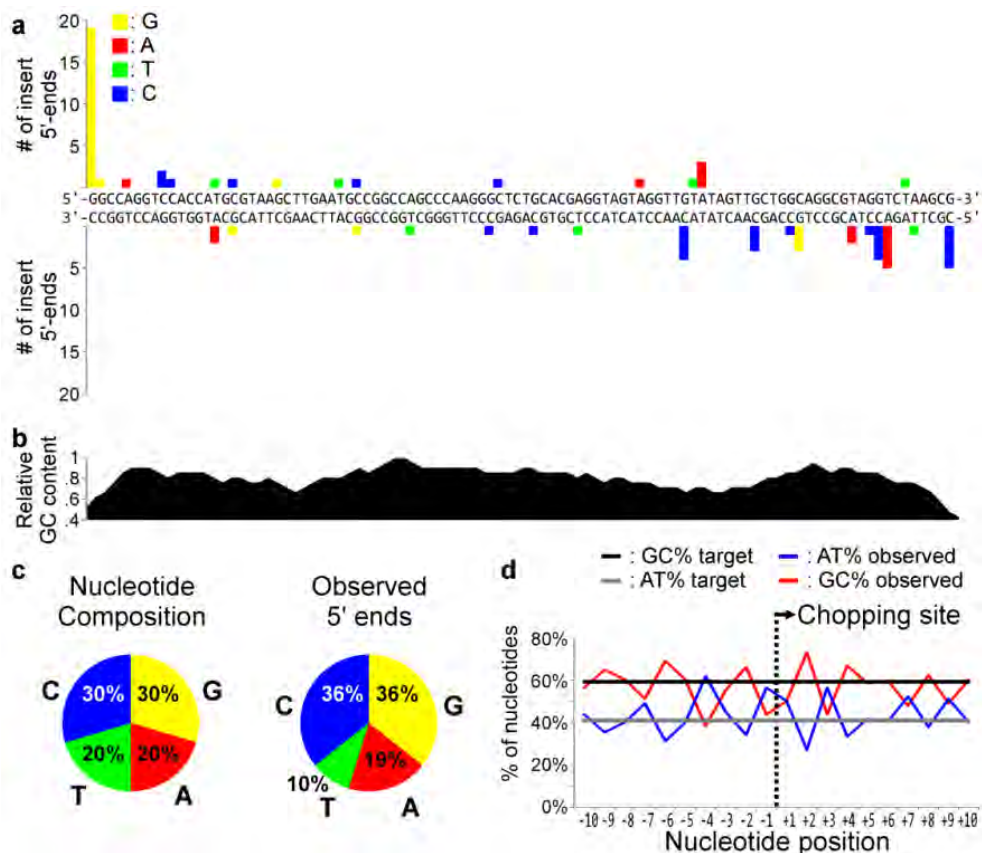 a
20
15
10
5
# of insert
5'-ends
: G
: A
: T
: C
5'-GGCCAGGTCCACCATGCGTAAGCTTGAATGCCGGCCAGCCCAAGGGCTCTGCACGAGGTAGTAGGTTGTATAGTTGCTGGCAGGCGTAGGTCTAAGCG-3'
3'-CCGGTCCAGGTGGTACGCATTCGAACTTACGGCCGGTCGGGTTCCCGAGACGTGCTCCATCATCCAACATATCAACGACCGTCCGCATCCAGATTCGC-5'
5
10
15
20
# of insert
5'-ends
b
Relative
GC content
1
.8
.6
.4
c
Nucleotide
Composition
C
30%
30%
G
20%
20%
T
A
Observed
5' ends
C
36%
36%
G
10%
19%
T
A
d
: GC% target
: AT% observed
: AT% target
: GC% observed
Chopping site
% of nucleotides
80%
60%
40%
20%
0%
-10 -9 -8 -7 -6 -5 -4 -3 -2 -1 +1 +2 +3 +4 +5 +6 +7 +8 +9 +10
Nucleotide position